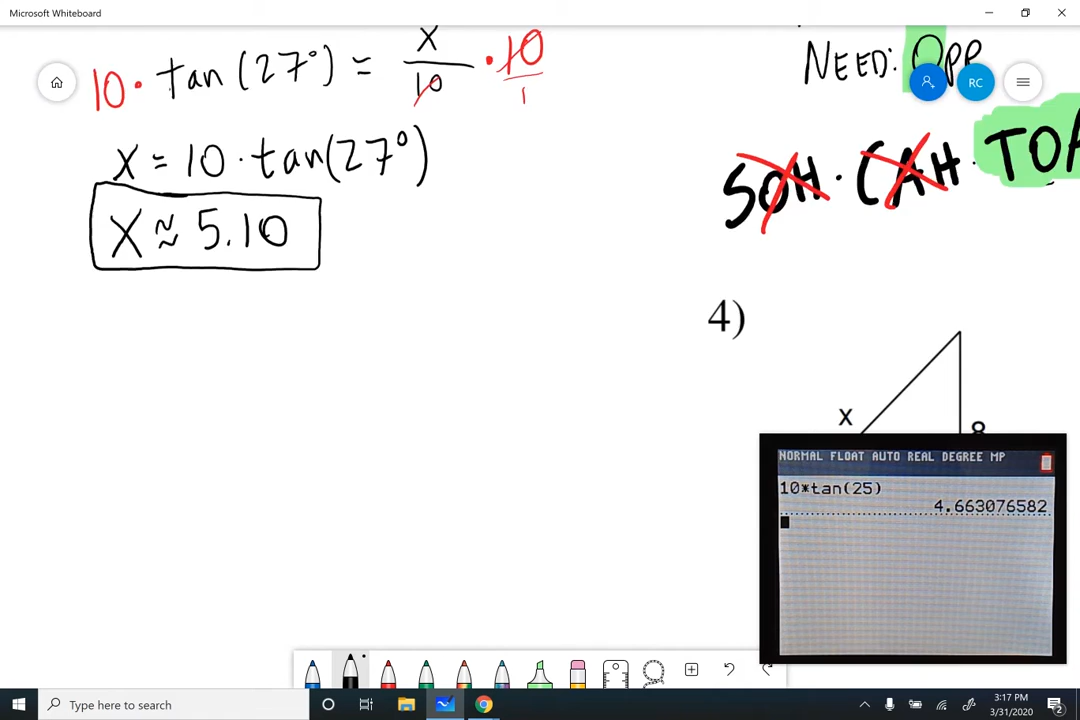 Microsoft Whiteboard
10 · tan (27°) = x/10 · 10/1
NEED: OPP
RC
x = 10 · tan(27°)
SOH · CAH · TOA
x ≈ 5.10
4)
x
8
NORMAL FLOAT AUTO REAL DEGREE MP
10*tan(25)
4.663076582
Type here to search
3:17 PM
3/31/2020
2